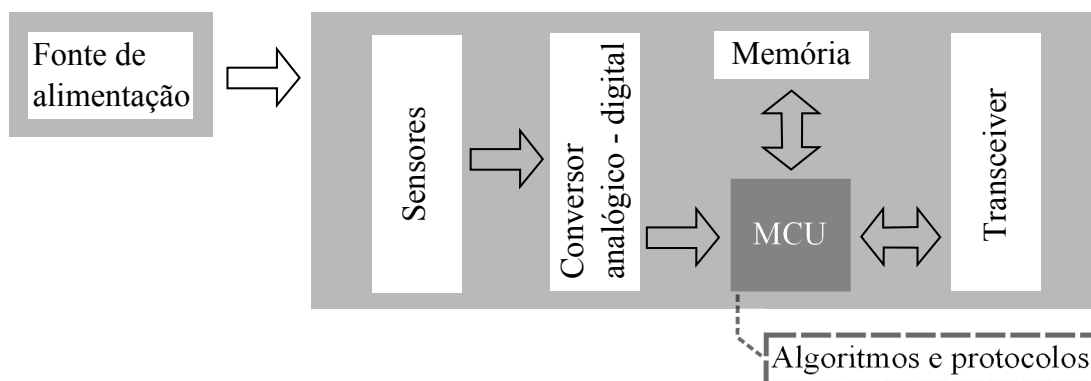 Fonte de
alimentação
Sensores
Conversor
analógico - digital
Memória
MCU
Transceiver
Algoritmos e protocolos